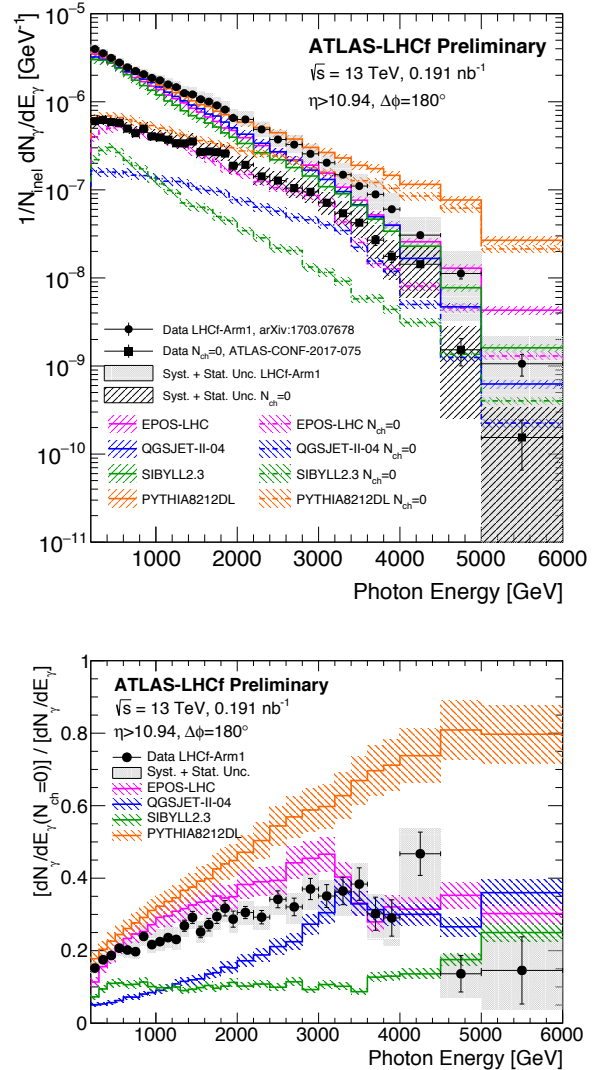 ATLAS-LHCf Preliminary
√s = 13 TeV, 0.191 nb⁻¹
η>10.94, Δϕ=180°
1/N_inel dN_γ/dE_γ [GeV⁻¹]
10⁻⁵
10⁻⁶
10⁻⁷
10⁻⁸
10⁻⁹
10⁻¹⁰
10⁻¹¹
Data LHCf-Arm1, arXiv:1703.07678
Data N_ch=0, ATLAS-CONF-2017-075
Syst. + Stat. Unc. LHCf-Arm1
Syst. + Stat. Unc. N_ch=0
EPOS-LHC EPOS-LHC N_ch=0
QGSJET-II-04 QGSJET-II-04 N_ch=0
SIBYLL2.3 SIBYLL2.3 N_ch=0
PYTHIA8212DL PYTHIA8212DL N_ch=0
1000 2000 3000 4000 5000 6000
Photon Energy [GeV]
[dN_γ/dE_γ(N_ch=0)] / [dN_γ/dE_γ]
1
0.8
0.6
0.4
0.2
0
ATLAS-LHCf Preliminary
√s = 13 TeV, 0.191 nb⁻¹
η>10.94, Δϕ=180°
Data LHCf-Arm1
Syst. + Stat. Unc.
EPOS-LHC
QGSJET-II-04
SIBYLL2.3
PYTHIA8212DL
1000 2000 3000 4000 5000 6000
Photon Energy [GeV]